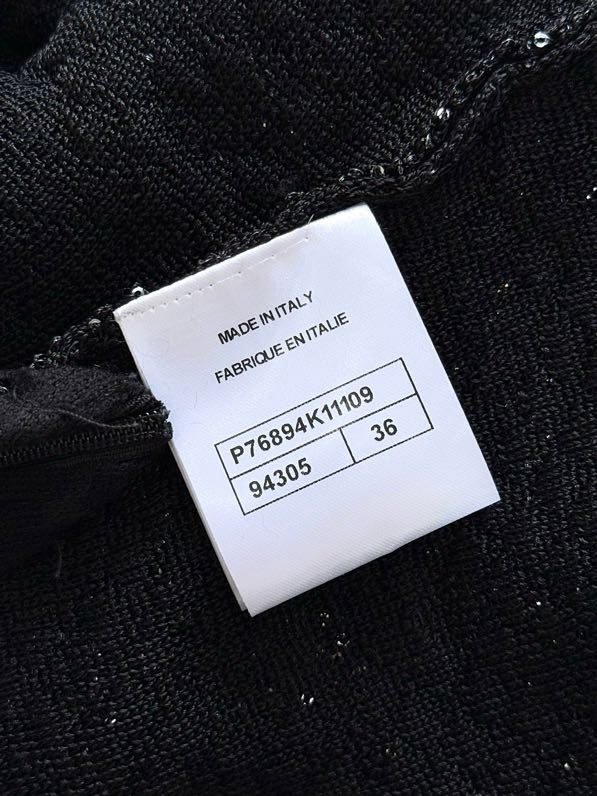 MADE IN ITALY
FABRIQUE EN ITALIE
P76894K11109
94305 36